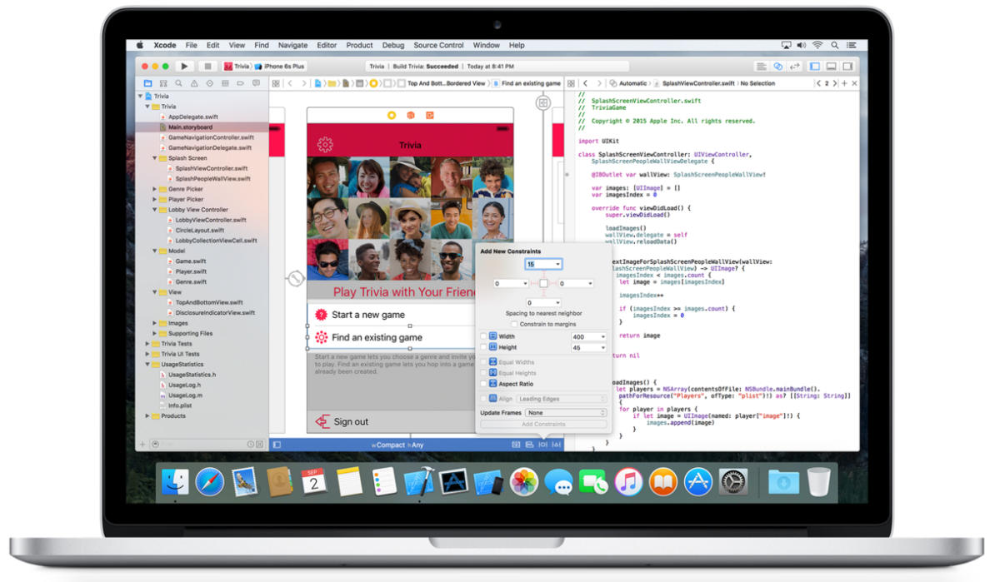 Xcode File Edit View Find Navigate Editor Product Debug Source Control Window Help
Trivia iPhone 6s Plus
Trivia | Build Trivia: Succeeded | Today at 8:41 PM
Trivia
Trivia
AppDelegate.swift
Main.storyboard
GameNavigationController.swift
GameNavigationDelegate.swift
Splash Screen
SplashViewController.swift
SplashPeopleWallView.swift
Genre Picker
Player Picker
Lobby View Controller
LobbyViewController.swift
CircleLayout.swift
LobbyCollectionViewCell.swift
Model
Game.swift
Player.swift
Genre.swift
View
TopAndBottomView.swift
DisclosureIndicatorView.swift
Images
Supporting Files
Trivia Tests
Trivia UI Tests
UsageStatistics
UsageStatistics.h
UsageLog.h
UsageLog.m
Info.plist
Products
Top And Bott...Bordered View
B Find an existing game
Trivia
Play Trivia with Your Frien
Start a new game
Find an existing game
Start a new game lets you choose a genre and invite yo
to play. Find an existing game lets you hop into a game
already been created.
Sign out
wCompact hAny
Add New Constraints
15
0
0
0
Spacing to nearest neighbor
Constrain to margins
Width 400
Height 45
Equal Widths
Equal Heights
Aspect Ratio
Align Leading Edges
Update Frames None
Add Constraints
Automatic SplashViewController.swift No Selection
< 2 > + ×
//
// SplashScreenViewController.swift
// TriviaGame
//
// Copyright © 2015 Apple Inc. All rights reserved.
//
import UIKit
class SplashScreenViewController: UIViewController,
SplashScreenPeopleWallViewDelegate {
@IBOutlet var wallView: SplashScreenPeopleWallView!
var images: [UIImage] = []
var imagesIndex = 0
override func viewDidLoad() {
super.viewDidLoad()
loadImages()
wallView.delegate = self
wallView.reloadData()
extImageForSplashScreenPeopleWallView(wallView:
lashScreenPeopleWallView) -> UIImage? {
imagesIndex < images.count {
let image = images[imagesIndex]
imagesIndex++
if (imagesIndex >= images.count) {
imagesIndex = 0
}
return image
urn nil
oadImages() {
let players = NSArray(contentsOfFile: NSBundle.mainBundle().
pathForResource("Players", ofType: "plist")!) as? [[String: String]]
{
for player in players {
if let image = UIImage(named: player["image"]!) {
images.append(image)
}
}
}
}
SEP
2